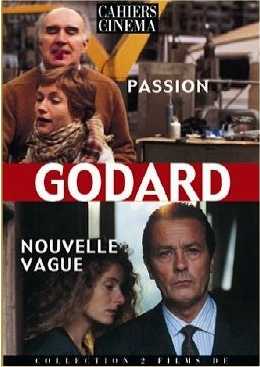 CAHIERS
CINEMA
PASSION
GODARD
NOUVELLE
VAGUE
COLLECTION 2 FILMS DE